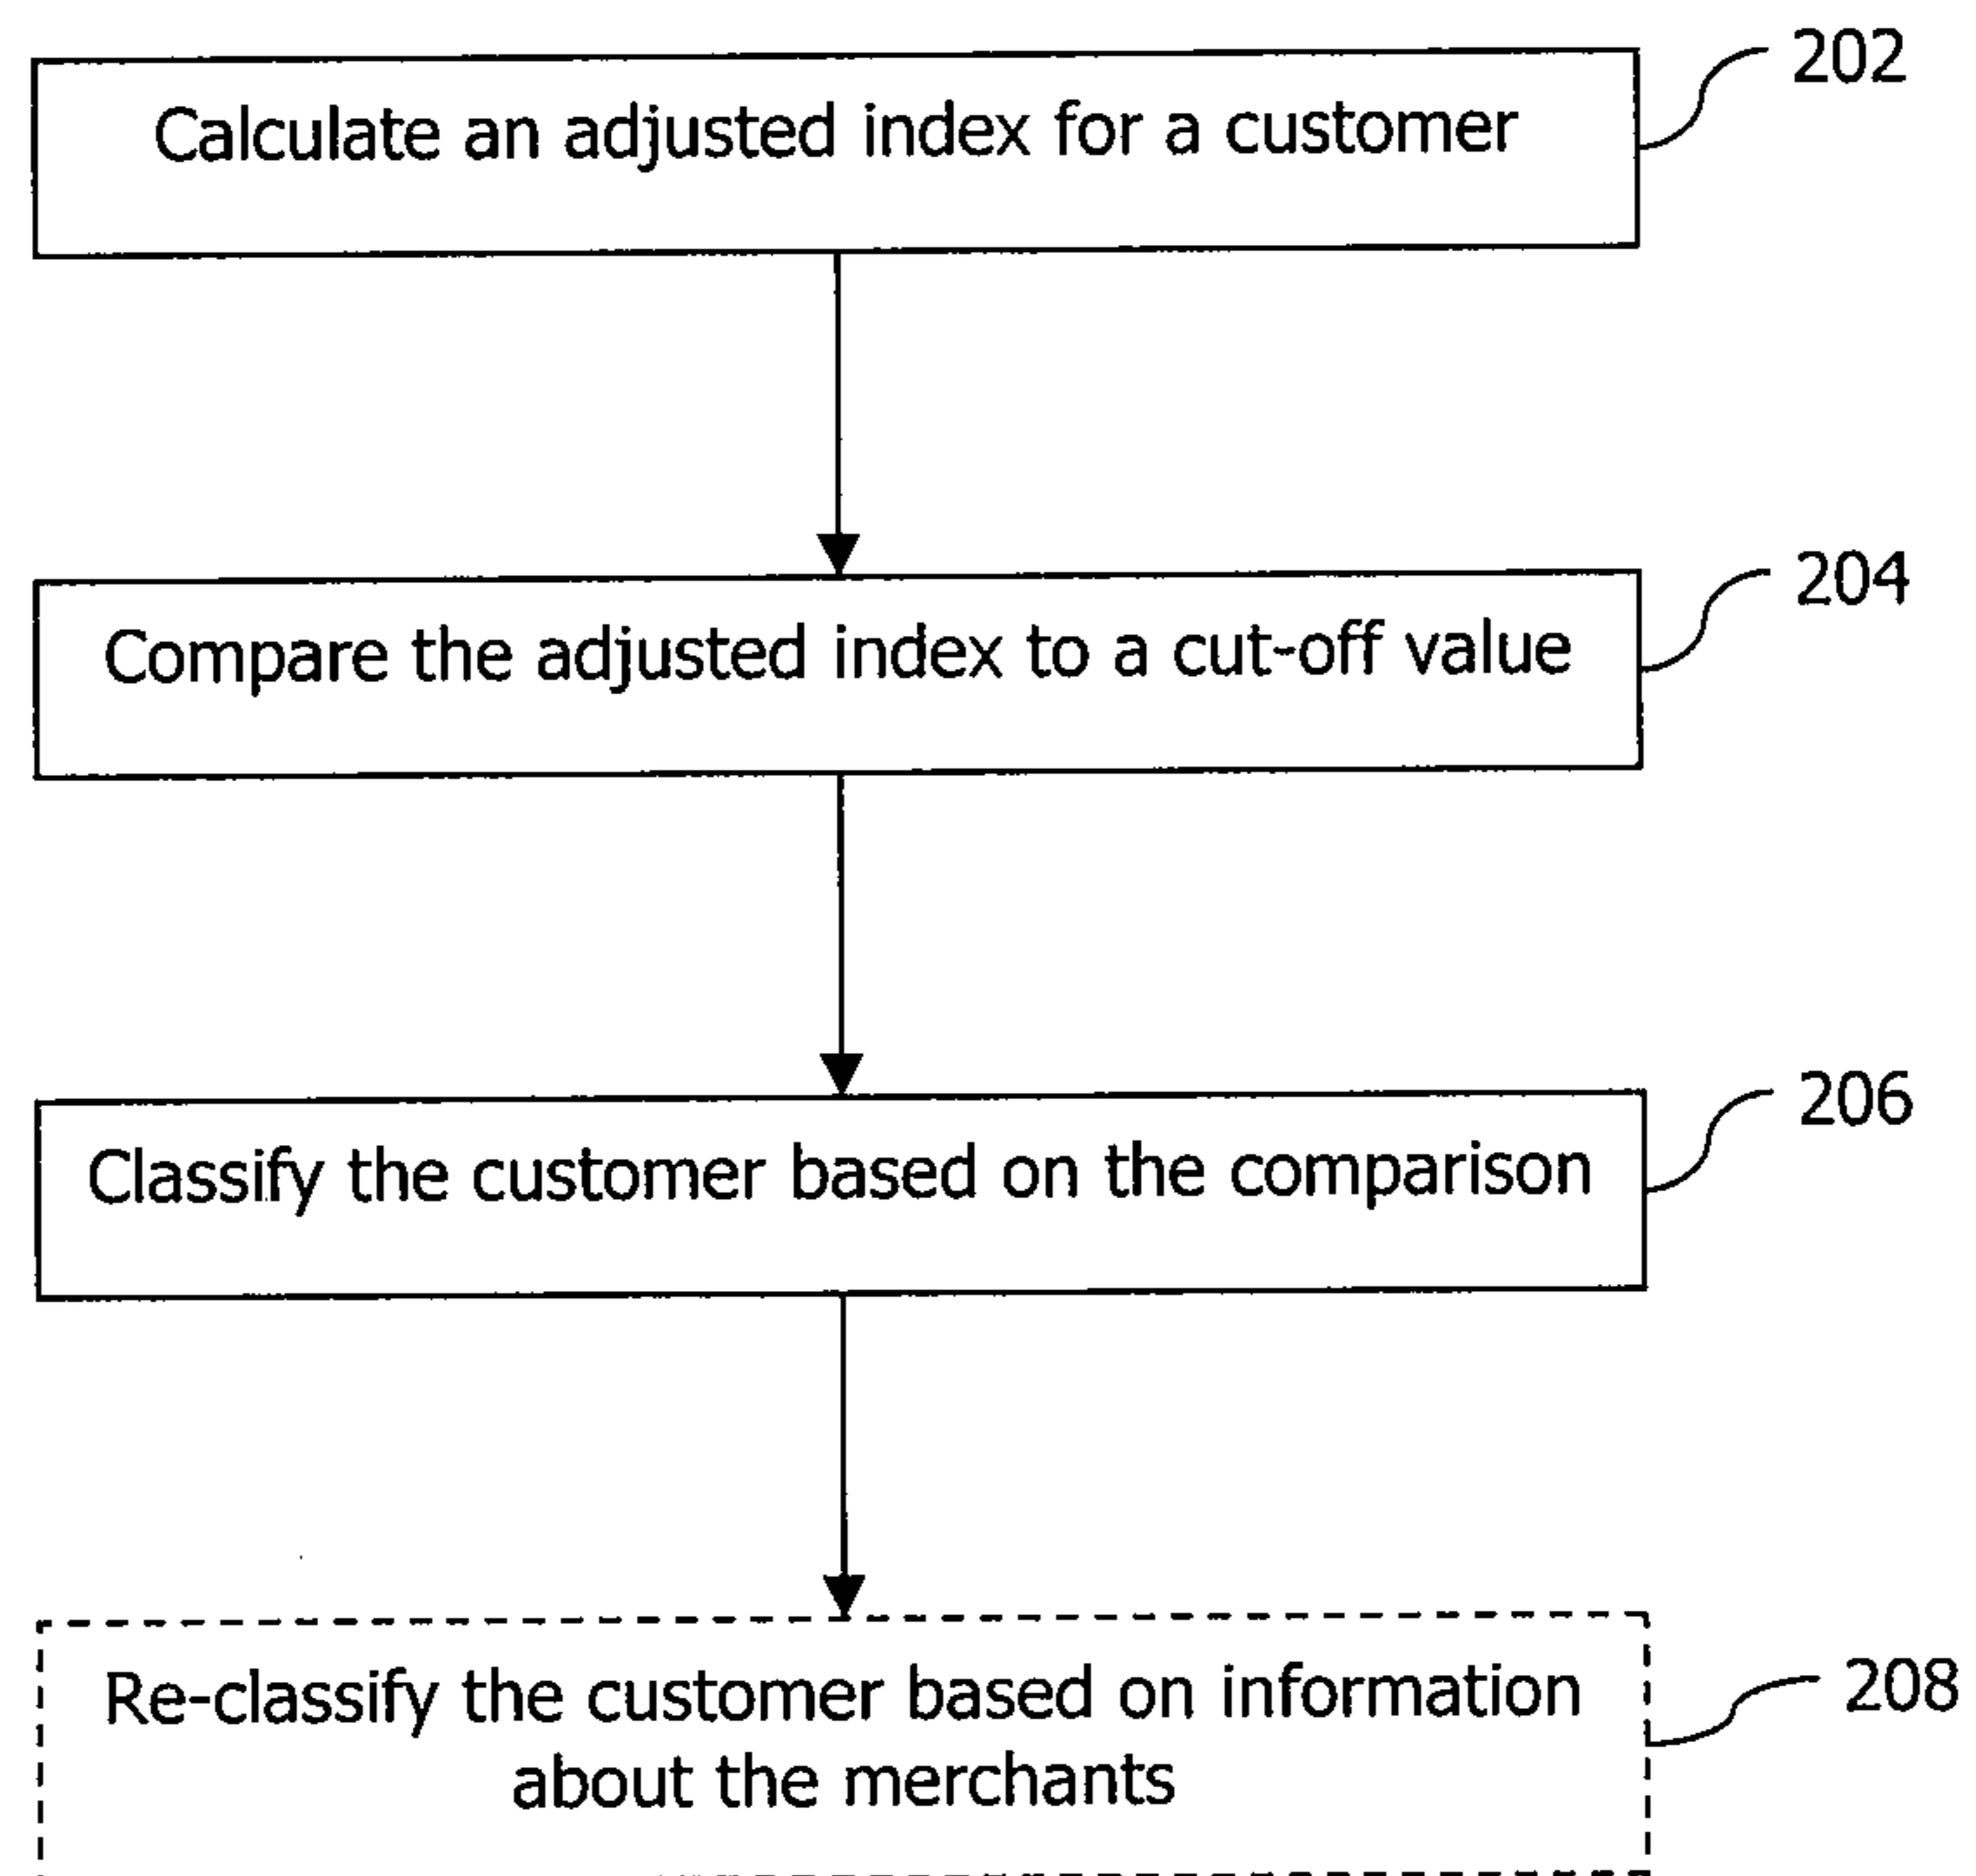 202
Calculate an adjusted index for a customer
204
Compare the adjusted index to a cut-off value
206
Classify the customer based on the comparison
208
Re-classify the customer based on information
about the merchants